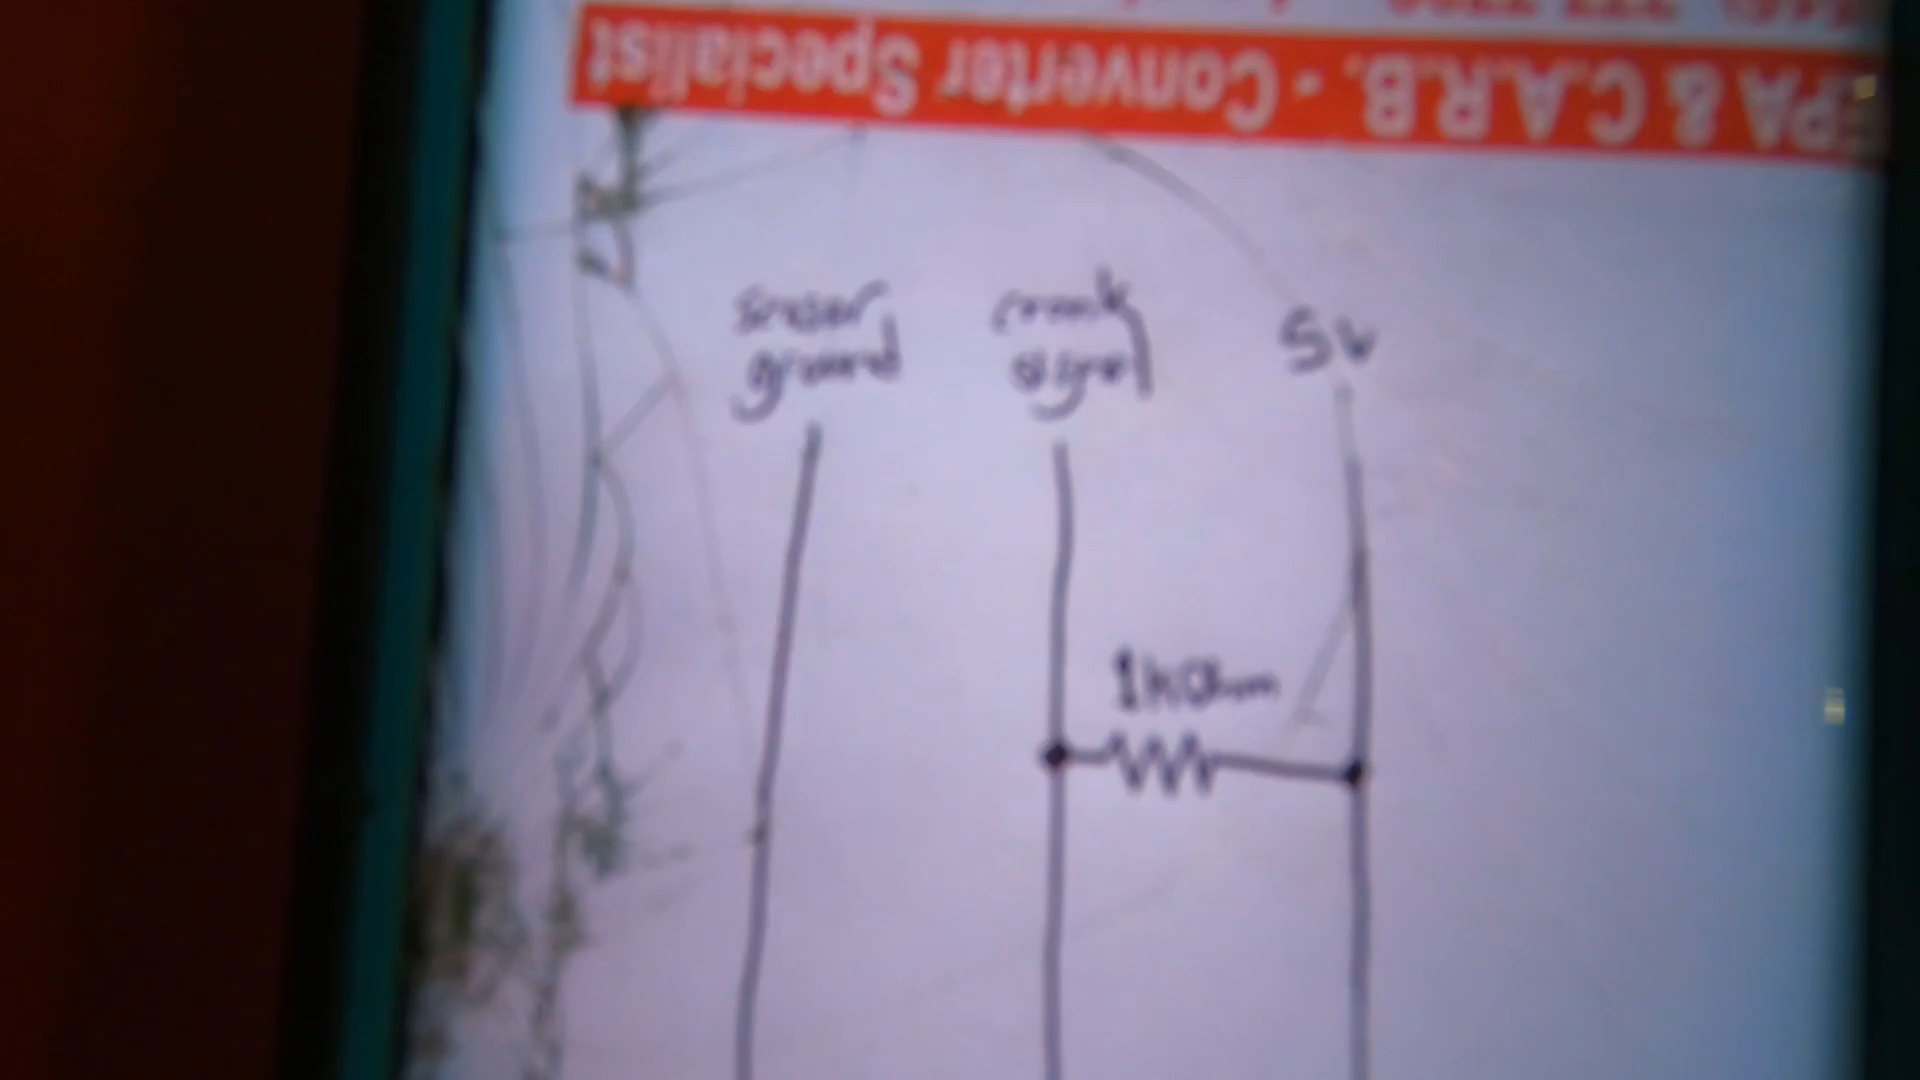 EPA & C.A.R.B. - Converter Specialist
sensor
ground
crank
signal
5v
1kOhm